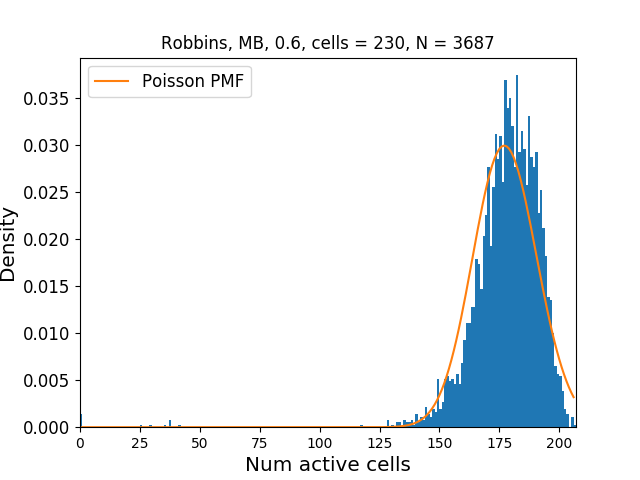 Robbins, MB, 0.6, cells = 230, N = 3687
Poisson PMF
Density
0.035
0.030
0.025
0.020
0.015
0.010
0.005
0.000
0 25 50 75 100 125 150 175 200
Num active cells